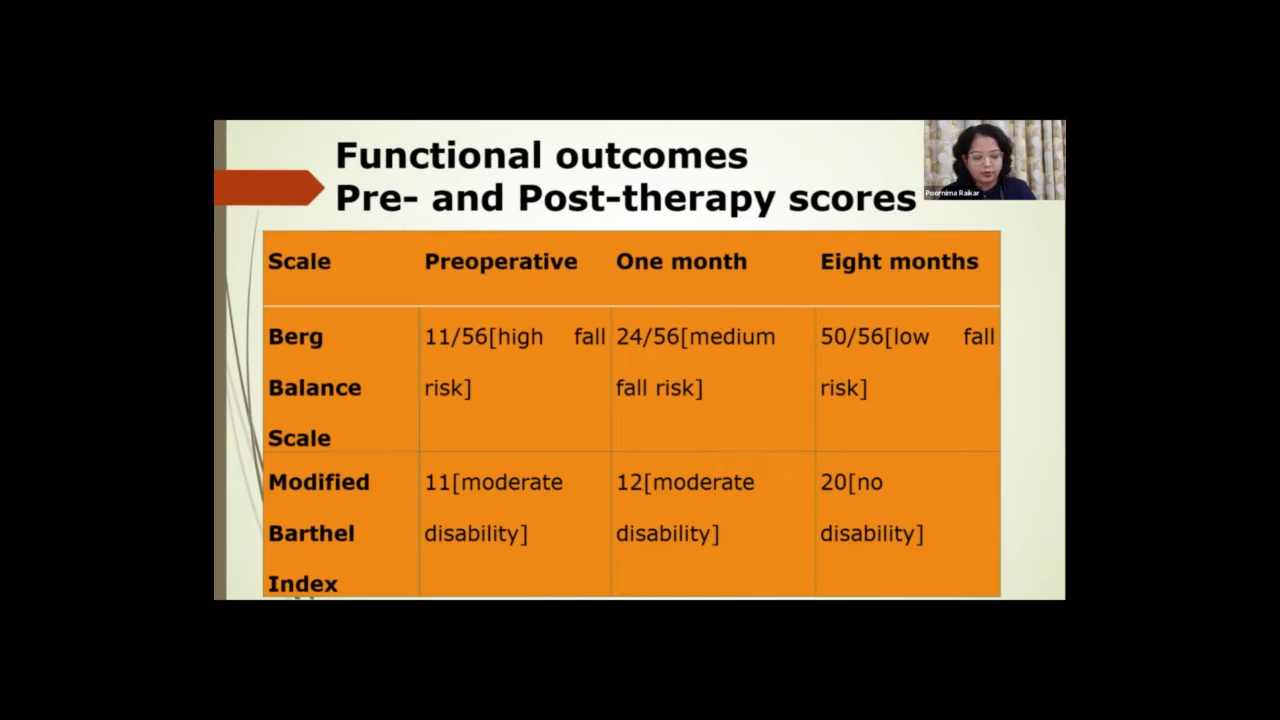 Functional outcomes
Pre- and Post-therapy scores
Poornima Raikar
Scale Preoperative One month Eight months
Berg Balance Scale
11/56[high fall risk]
24/56[medium fall risk]
50/56[low fall risk]
Modified Barthel Index
11[moderate disability]
12[moderate disability]
20[no disability]